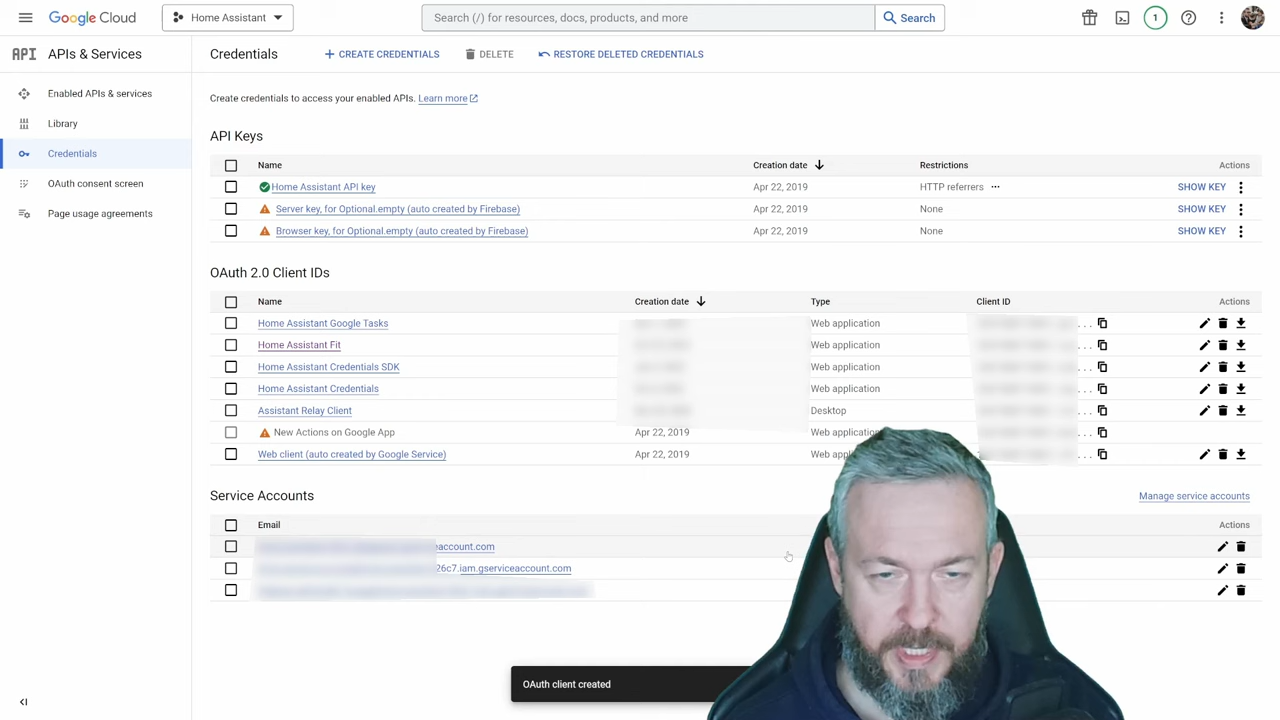 Google Cloud
Home Assistant
Search (/) for resources, docs, products, and more
Search
1
API
APIs & Services
Credentials
CREATE CREDENTIALS
DELETE
RESTORE DELETED CREDENTIALS
Enabled APIs & services
Library
Credentials
OAuth consent screen
Page usage agreements
Create credentials to access your enabled APIs. Learn more
API Keys
Name Creation date Restrictions Actions
Home Assistant API key Apr 22, 2019 HTTP referrers ... SHOW KEY
Server key, for Optional.empty (auto created by Firebase) Apr 22, 2019 None SHOW KEY
Browser key, for Optional.empty (auto created by Firebase) Apr 22, 2019 None SHOW KEY
OAuth 2.0 Client IDs
Name Creation date Type Client ID Actions
Home Assistant Google Tasks Web application ...
Home Assistant Fit Web application ...
Home Assistant Credentials SDK Web application ...
Home Assistant Credentials Web application ...
Assistant Relay Client Desktop ...
New Actions on Google App Apr 22, 2019 Web application ...
Web client (auto created by Google Service) Apr 22, 2019 Web ...
Service Accounts
Manage service accounts
Email Actions
account.com
26c7.iam.gserviceaccount.com
OAuth client created